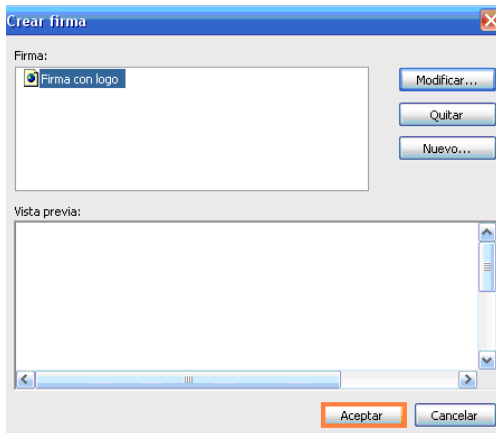 Crear firma
Firma:
Firma con logo
Modificar...
Quitar
Nuevo...
Vista previa:
Aceptar
Cancelar